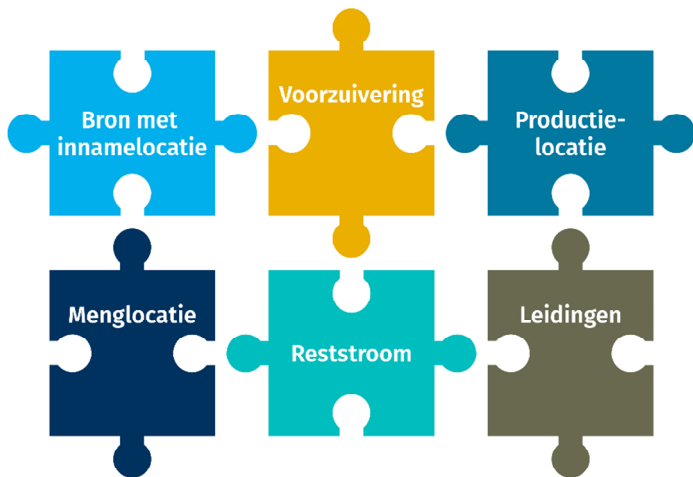 Bron met
innamelocatie
Voorzuivering
Productie-
locatie
Menglocatie
Reststroom
Leidingen